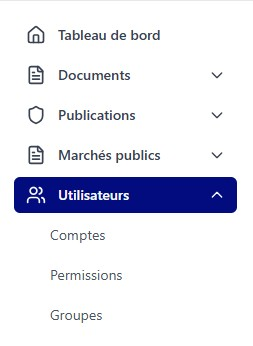 Tableau de bord
Documents
Publications
Marchés publics
Utilisateurs
Comptes
Permissions
Groupes